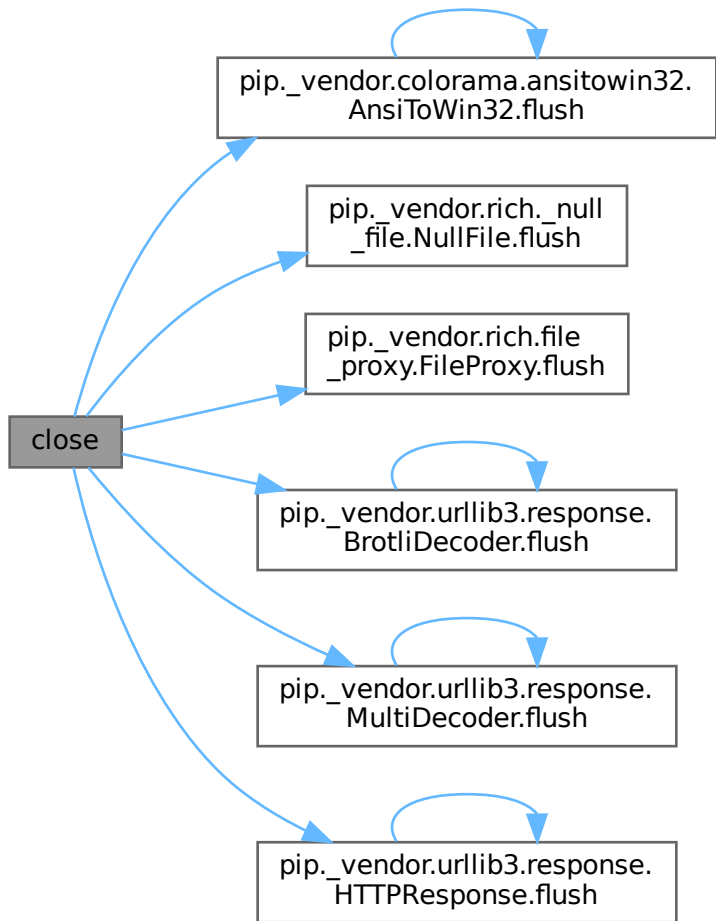 pip._vendor.colorama.ansitowin32.
AnsiToWin32.flush
pip._vendor.rich._null
_file.NullFile.flush
pip._vendor.rich.file
_proxy.FileProxy.flush
close
pip._vendor.urllib3.response.
BrotliDecoder.flush
pip._vendor.urllib3.response.
MultiDecoder.flush
pip._vendor.urllib3.response.
HTTPResponse.flush